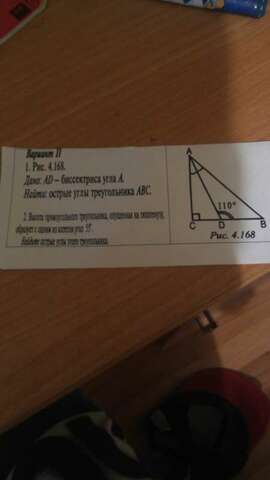 Вариант II
1. Рис. 4.168.
Дано: AD – биссектриса угла A.
Найти: острые углы треугольника ABC.
2. Высота прямоугольного треугольника, опущенная на гипотенузу,
образует с одним из катетов угол 55°.
Найдите острые углы этого треугольника.
A
110°
C D B
Рис. 4.168